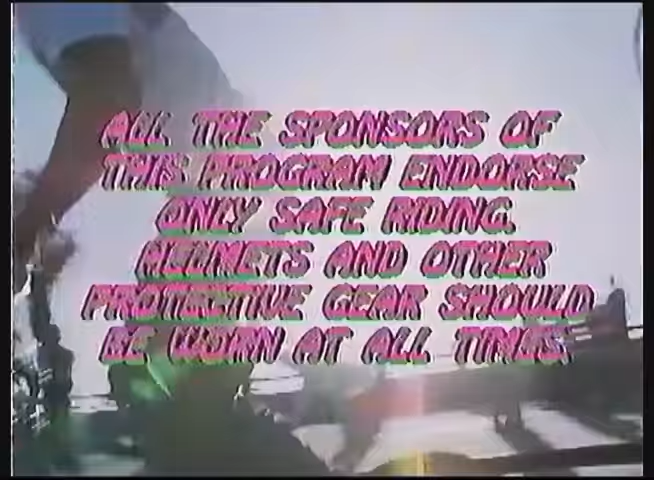 ALL THE SPONSORS OF
THIS PROGRAM ENDORSE
ONLY SAFE RIDING.
HELMETS AND OTHER
PROTECTIVE GEAR SHOULD
BE WORN AT ALL TIMES.